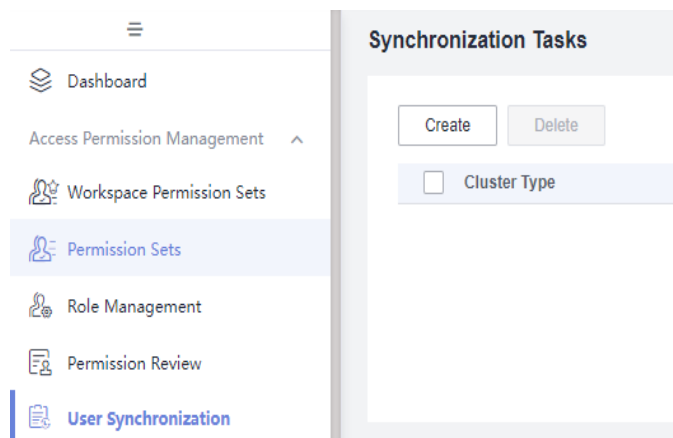 Dashboard
Access Permission Management
Workspace Permission Sets
Permission Sets
Role Management
Permission Review
User Synchronization
Synchronization Tasks
Create
Delete
Cluster Type